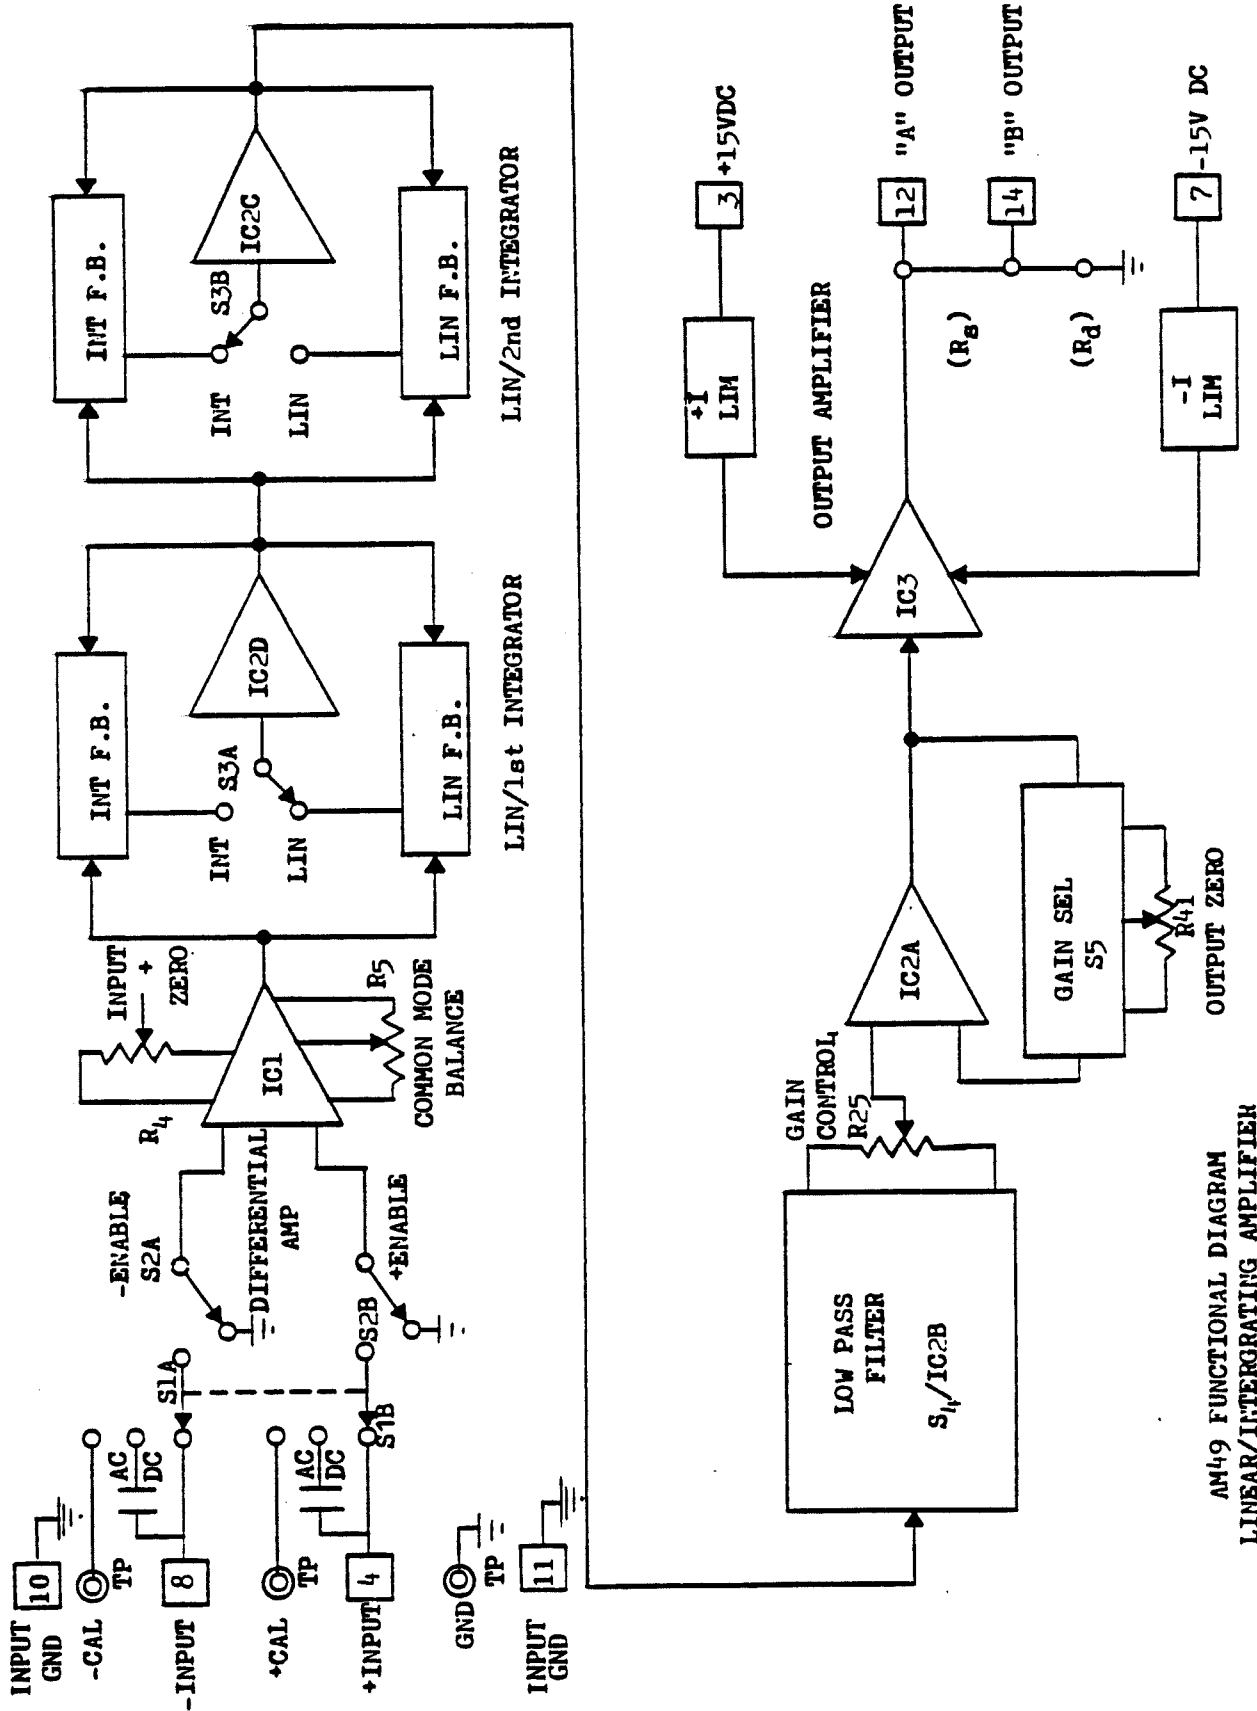 INPUT
GND
10
-CAL
TP
-INPUT
8
AC
DC
S1A
+CAL
TP
+INPUT
4
AC
DC
S1B
GND
TP
INPUT
GND
11
-ENABLE
S2A
DIFFERENTIAL
AMP
S2B
+ENABLE
R4
INPUT
+
ZERO
IC1
R5
COMMON MODE
BALANCE
INT F.B.
INT
S3A
LIN
IC2D
LIN F.B.
LIN/1st INTEGRATOR
INT F.B.
INT
S3B
LIN
IC2C
LIN F.B.
LIN/2nd INTEGRATOR
LOW PASS
FILTER
S4/IC2B
GAIN
CONTROL
R25
IC2A
GAIN SEL
S5
R41
OUTPUT ZERO
IC3
OUTPUT AMPLIFIER
+I
LIM
3
+15VDC
12
"A" OUTPUT
(Rs)
14
"B" OUTPUT
(Rd)
-I
LIM
7
-15V DC
AM49 FUNCTIONAL DIAGRAM
LINEAR/INTERGRATING AMPLIFIER